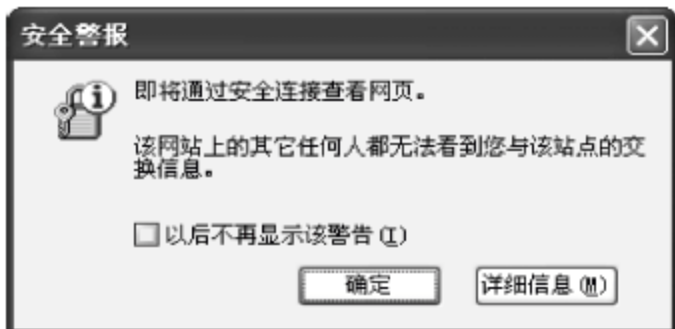 安全警报
即将通过安全连接查看网页。
该网站上的其它任何人都无法看到您与该站点的交
换信息。
以后不再显示该警告(I)
确定 详细信息(M)